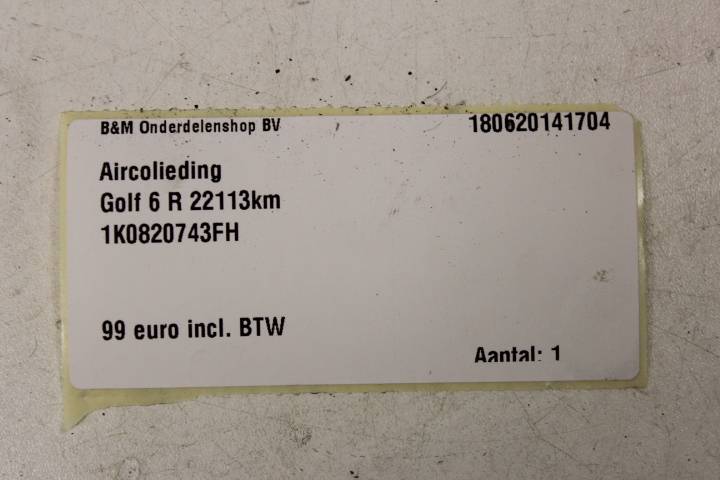 B&M Onderdelenshop BV 180620141704
Aircolieding
Golf 6 R 22113km
1K0820743FH
99 euro incl. BTW
Aantal: 1